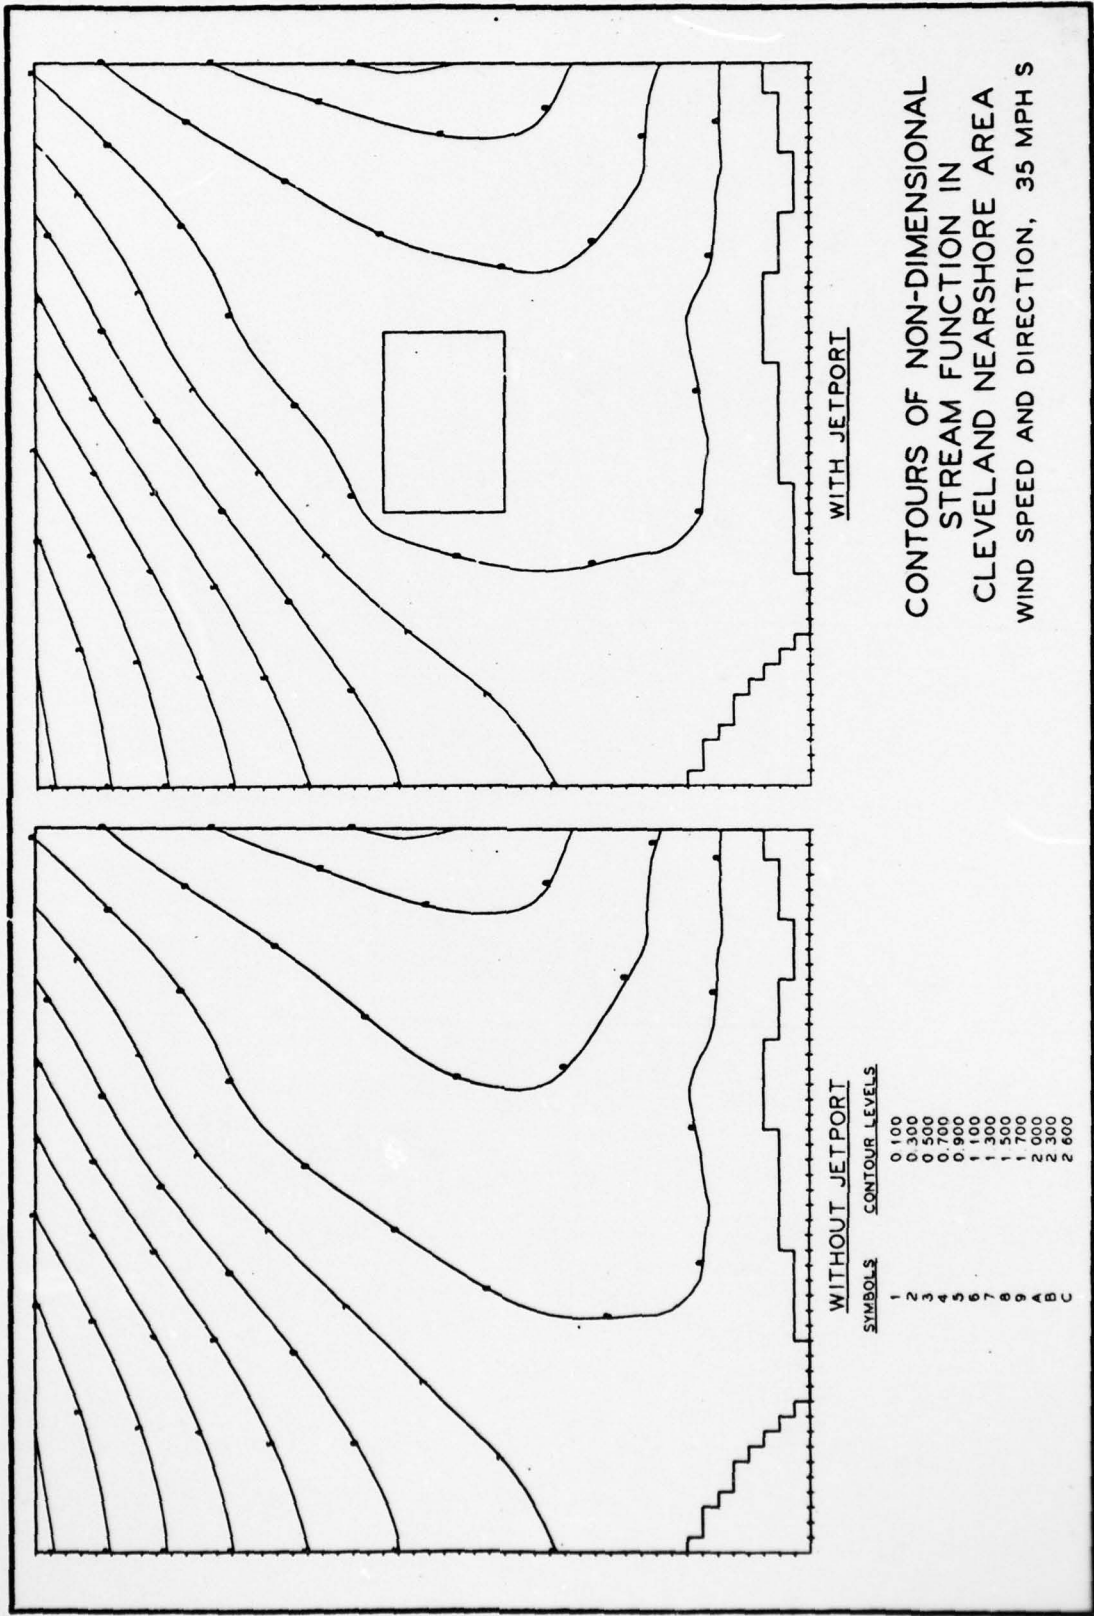 WITHOUT JETPORT
SYMBOLS CONTOUR LEVELS
1 0.100
2 0.300
3 0.500
4 0.700
5 0.900
6 1.100
7 1.300
8 1.500
9 1.700
A 2.000
B 2.300
C 2.600
WITH JETPORT
CONTOURS OF NON-DIMENSIONAL
STREAM FUNCTION IN
CLEVELAND NEARSHORE AREA
WIND SPEED AND DIRECTION, 35 MPH S